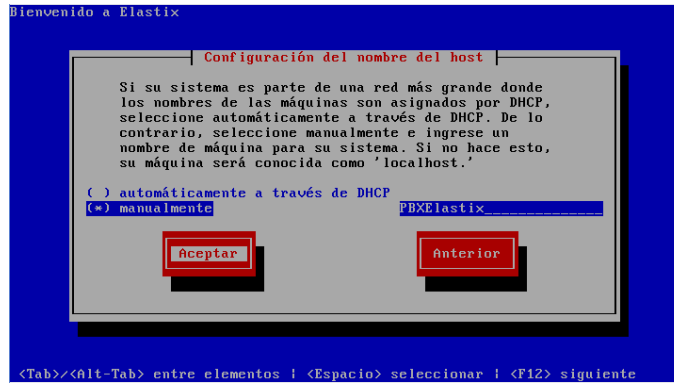 Bienvenido a Elastix
Configuración del nombre del host
Si su sistema es parte de una red más grande donde
los nombres de las máquinas son asignados por DHCP,
seleccione automáticamente a través de DHCP. De lo
contrario, seleccione manualmente e ingrese un
nombre de máquina para su sistema. Si no hace esto,
su máquina será conocida como 'localhost.'
( ) automáticamente a través de DHCP
(*) manualmente PBXElastix______________
Aceptar Anterior
<Tab>/<Alt-Tab> entre elementos ¦ <Espacio> seleccionar ¦ <F12> siguiente